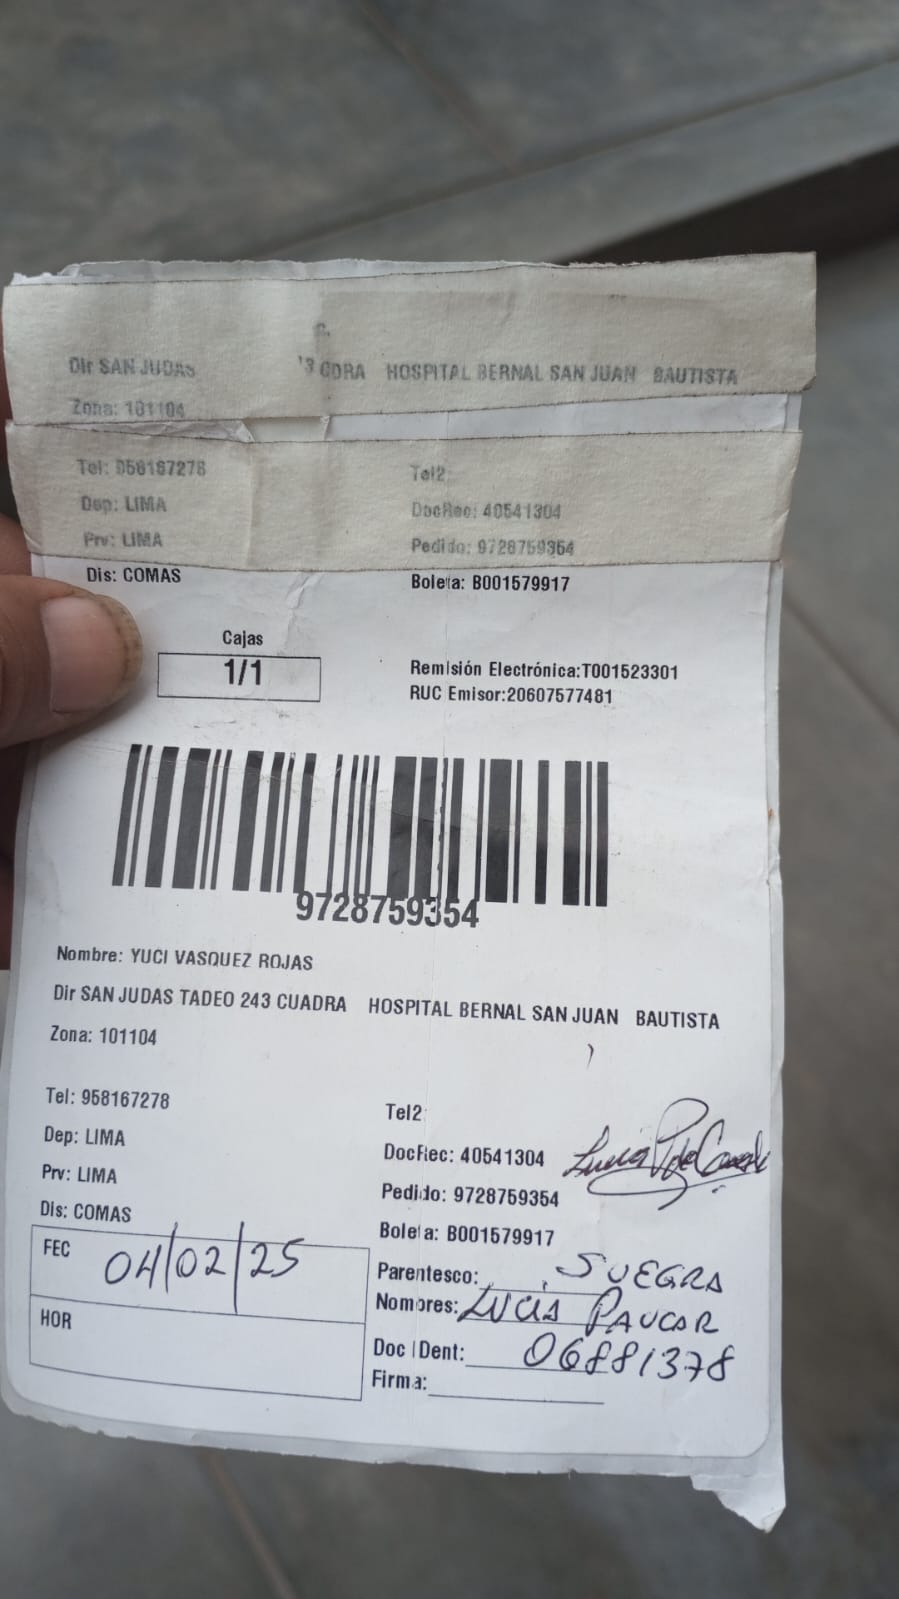 Dir SAN JUDAS '3 CDRA HOSPITAL BERNAL SAN JUAN BAUTISTA
Zona: 101104
Tel: 958167278 Tel2:
Dep: LIMA DocRec: 40541304
Prv: LIMA Pedido: 9728759354
Dis: COMAS Boleta: B001579917
Cajas
1/1
Remisión Electrónica:T001523301
RUC Emisor:20607577481
9728759354
Nombre: YUCI VASQUEZ ROJAS
Dir SAN JUDAS TADEO 243 CUADRA HOSPITAL BERNAL SAN JUAN BAUTISTA
Zona: 101104
Tel: 958167278 Tel2:
Dep: LIMA DocRec: 40541304
Prv: LIMA Pedido: 9728759354
Dis: COMAS Boleta: B001579917
FEC 04/02/25
HOR
Parentesco: SUEGRA
Nombres: Lucia PAUCAR
Doc IDent: 06881378
Firma: